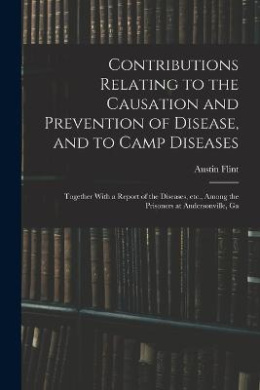 Contributions
Relating to the
Causation and
Prevention of Disease,
and to Camp Diseases
Austin Flint
Together With a Report of the Diseases, etc., Among the
Prisoners at Andersonville, Ga